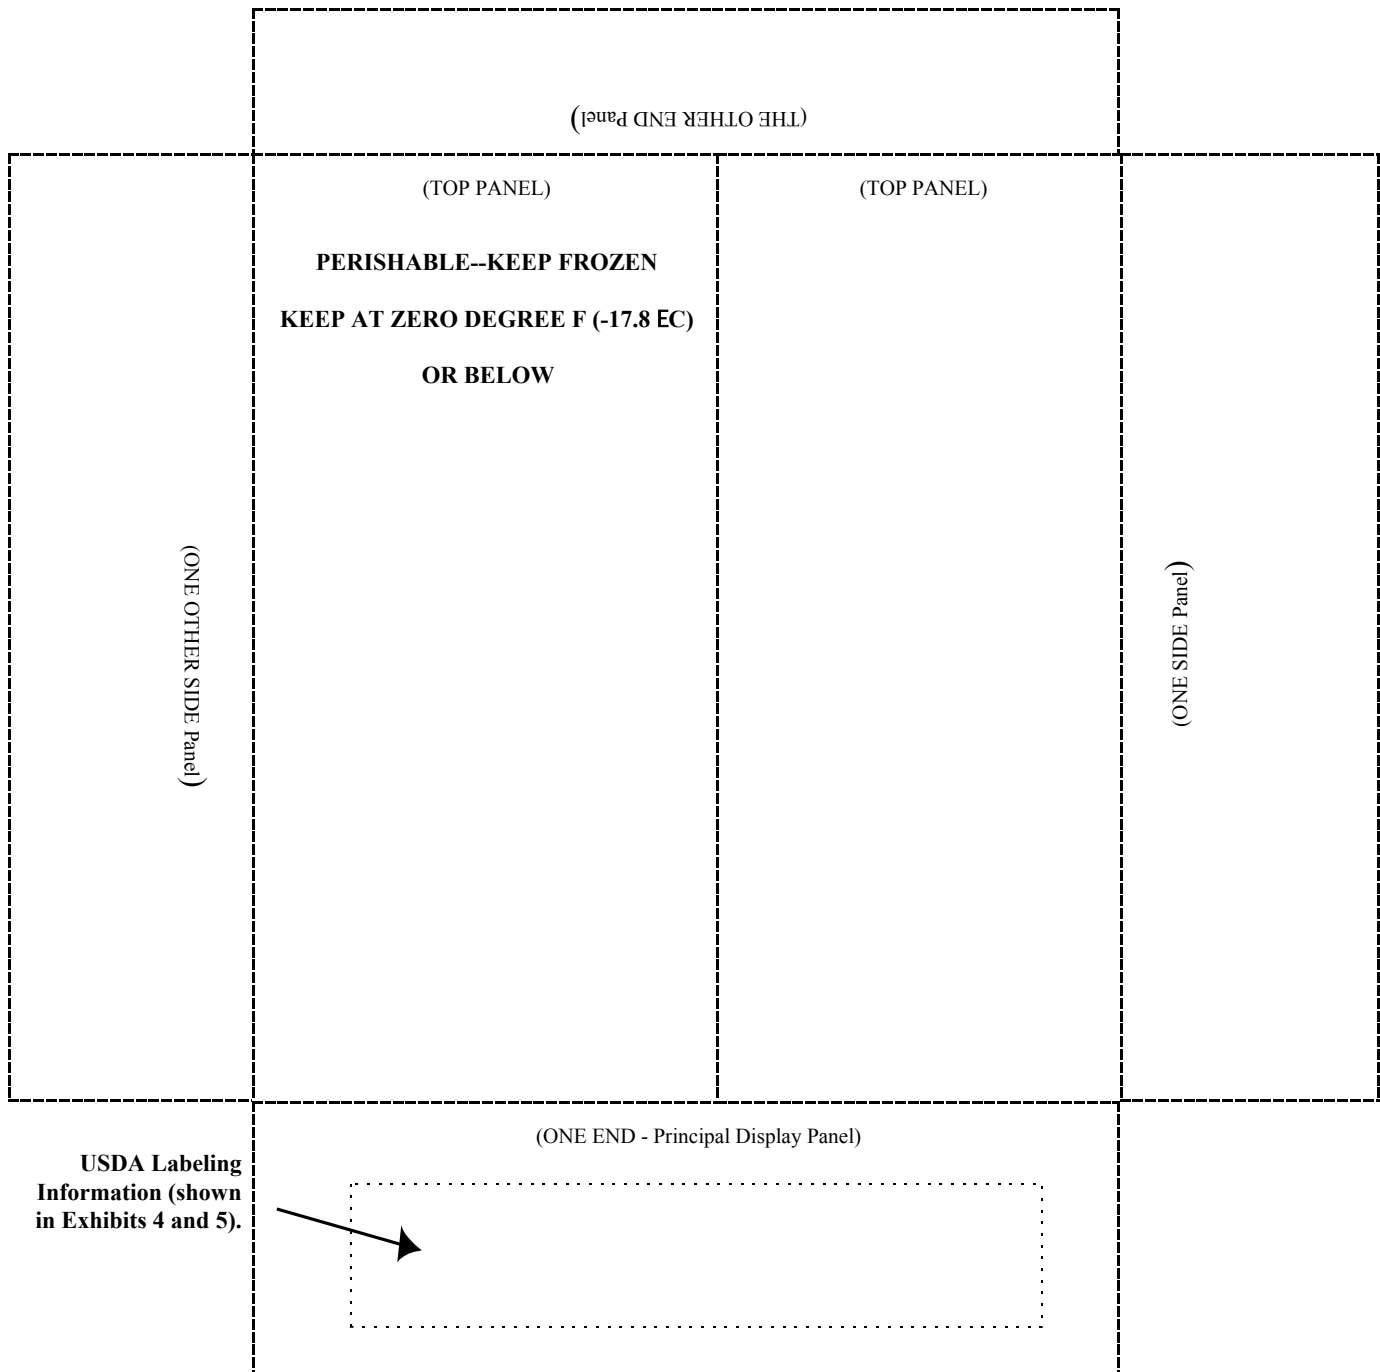 (THE OTHER END Panel)
(TOP PANEL)
(TOP PANEL)
PERISHABLE--KEEP FROZEN
KEEP AT ZERO DEGREE F (-17.8 EC)
OR BELOW
(ONE OTHER SIDE Panel)
(ONE SIDE Panel)
(ONE END - Principal Display Panel)
USDA Labeling
Information (shown
in Exhibits 4 and 5).